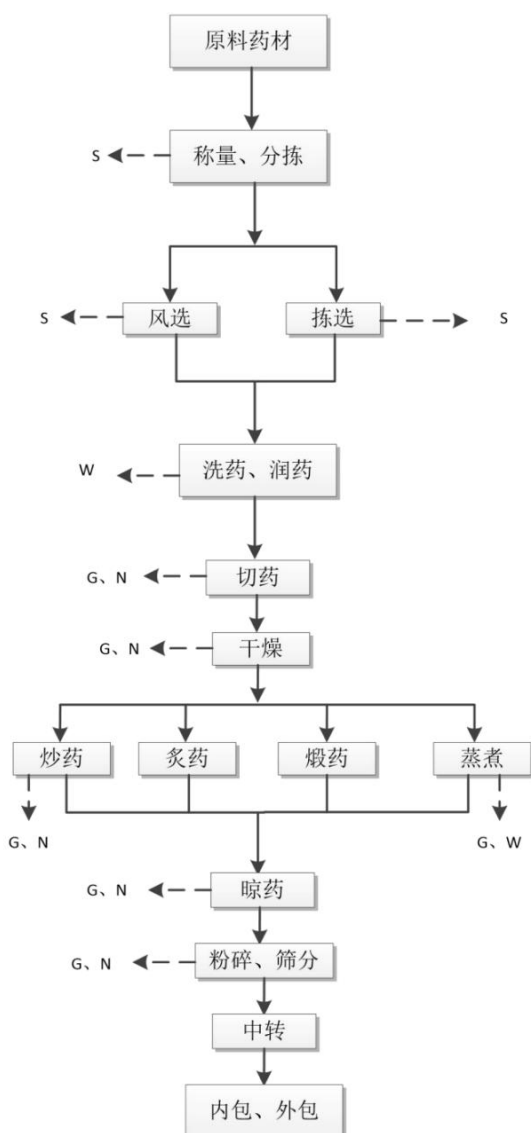 原料药材
S
称量、分拣
S
风选
拣选
S
W
洗药、润药
G、N
切药
G、N
干燥
炒药
炙药
煅药
蒸煮
G、N
G、W
G、N
晾药
G、N
粉碎、筛分
中转
内包、外包